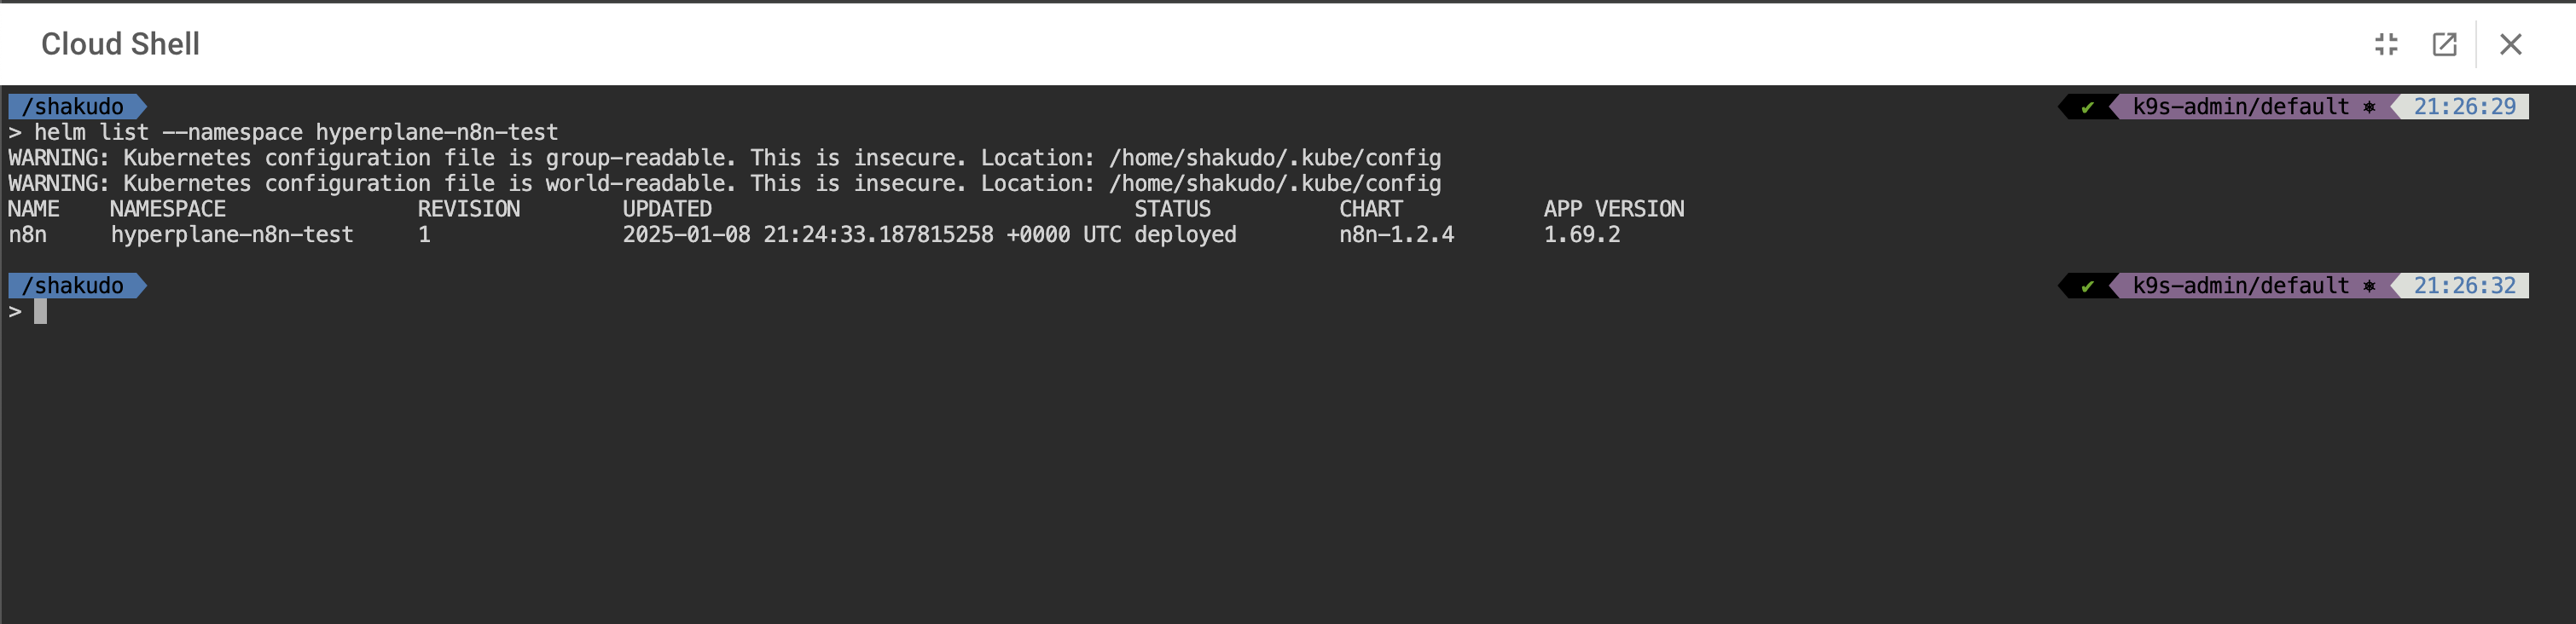 Cloud Shell
/shakudo ✔ k9s-admin/default ⎈ 21:26:29
> helm list --namespace hyperplane-n8n-test
WARNING: Kubernetes configuration file is group-readable. This is insecure. Location: /home/shakudo/.kube/config
WARNING: Kubernetes configuration file is world-readable. This is insecure. Location: /home/shakudo/.kube/config
NAME NAMESPACE REVISION UPDATED STATUS CHART APP VERSION
n8n hyperplane-n8n-test 1 2025-01-08 21:24:33.187815258 +0000 UTC deployed n8n-1.2.4 1.69.2
/shakudo ✔ k9s-admin/default ⎈ 21:26:32
>